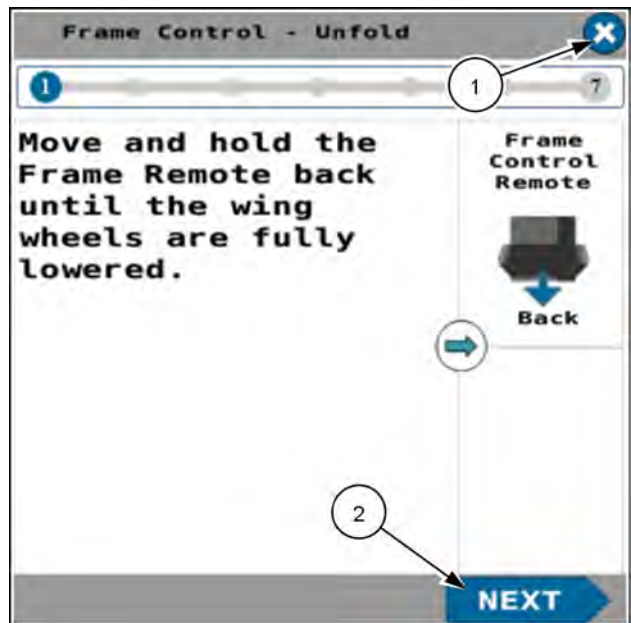 Frame Control - Unfold
1
1
7
Move and hold the
Frame Remote back
until the wing
wheels are fully
lowered.
Frame
Control
Remote
Back
2
NEXT